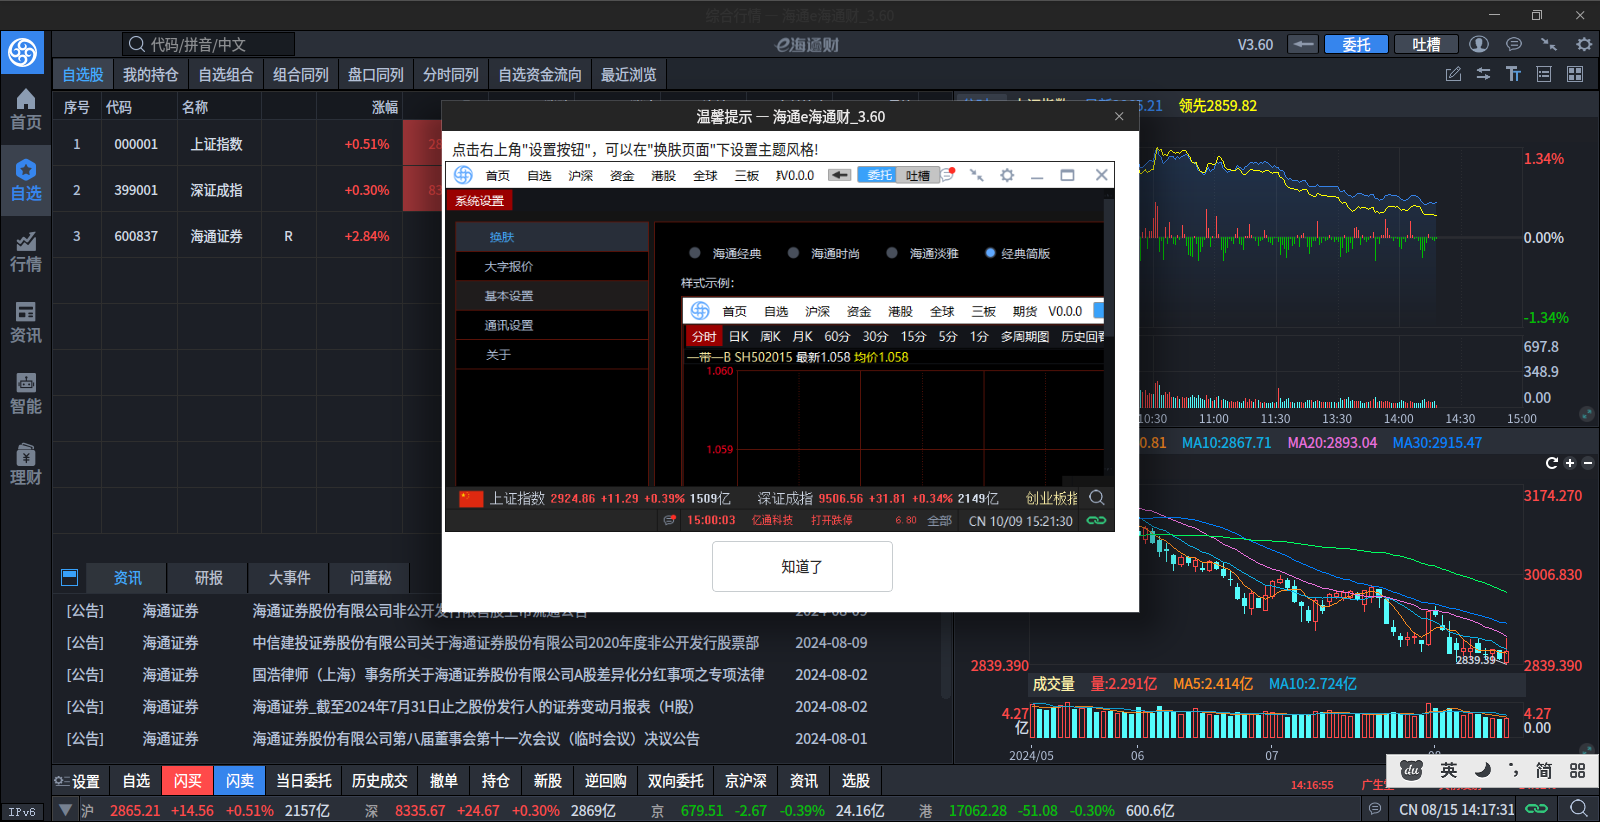 综合行情 — 海通e海通财_3.60
代码/拼音/中文
e海通财
V3.60 委托 吐槽
自选股 我的持仓 自选组合 组合同列 盘口同列 分时同列 自选资金流向 最近浏览
首页
自选
行情
资讯
智能
理财
序号 代码 名称 涨幅
1 000001 上证指数 +0.51%
2 399001 深证成指 +0.30%
3 600837 海通证券 R +2.84%
温馨提示 — 海通e海通财_3.60
点击右上角"设置按钮"，可以在"换肤页面"下设置主题风格!
首页 自选 沪深 资金 港股 全球 三板 V0.0.0 委托 吐槽
系统设置
换肤
大字报价
基本设置
通讯设置
关于
海通经典 海通时尚 海通淡雅 经典简版
样式示例:
首页 自选 沪深 资金 港股 全球 三板 期货 V0.0.0
分时 日K 周K 月K 60分 30分 15分 5分 1分 多周期图 历史回看
一带一B SH502015 最新1.058 均价1.058
1.060
1.059
上证指数 2924.86 +11.29 +0.39% 1509亿 深证成指 9506.56 +31.81 +0.34% 2149亿 创业板指
15:00:03 亿通科技 打开跌停 6.80 全部 CN 10/09 15:21:30
知道了
领先2859.82
1.34%
0.00%
-1.34%
697.8
348.9
0.00
10:30 11:00 11:30 13:30 14:00 14:30 15:00
0.81 MA10:2867.71 MA20:2893.04 MA30:2915.47
3174.270
3006.830
2839.390
2839.390
2839.39
成交量 量:2.291亿 MA5:2.414亿 MA10:2.724亿
4.27
亿
4.27
0.00
2024/05 06 07 08
资讯 研报 大事件 问董秘
[公告] 海通证券 海通证券股份有限公司非公开发行限售股上市流通公告 2024-08-09
[公告] 海通证券 中信建投证券股份有限公司关于海通证券股份有限公司2020年度非公开发行股票部 2024-08-09
[公告] 海通证券 国浩律师（上海）事务所关于海通证券股份有限公司A股差异化分红事项之专项法律 2024-08-02
[公告] 海通证券 海通证券_截至2024年7月31日止之股份发行人的证券变动月报表（H股） 2024-08-02
[公告] 海通证券 海通证券股份有限公司第八届董事会第十一次会议（临时会议）决议公告 2024-08-01
设置 自选 闪买 闪卖 当日委托 历史成交 撤单 持仓 新股 逆回购 双向委托 京沪深 资讯 选股
14:16:55
du 英 简
IPv6 沪 2865.21 +14.56 +0.51% 2157亿 深 8335.67 +24.67 +0.30% 2869亿 京 679.51 -2.67 -0.39% 24.16亿 港 17062.28 -51.08 -0.30% 600.6亿
CN 08/15 14:17:31